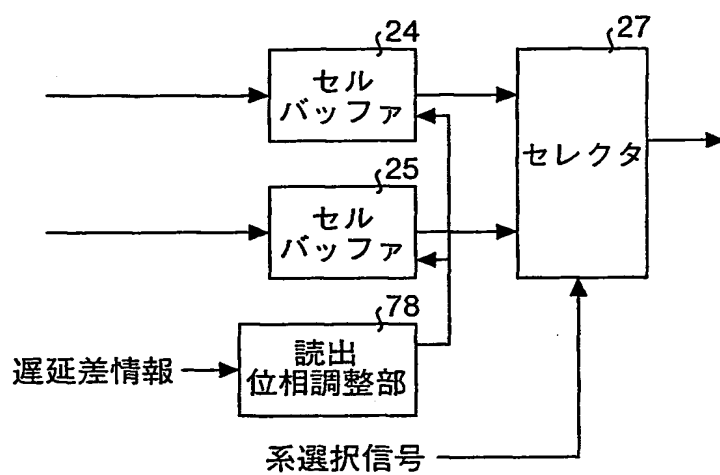 24
セル
バッファ
27
セレクタ
25
セル
バッファ
78
読出
位相調整部
遅延差情報
系選択信号